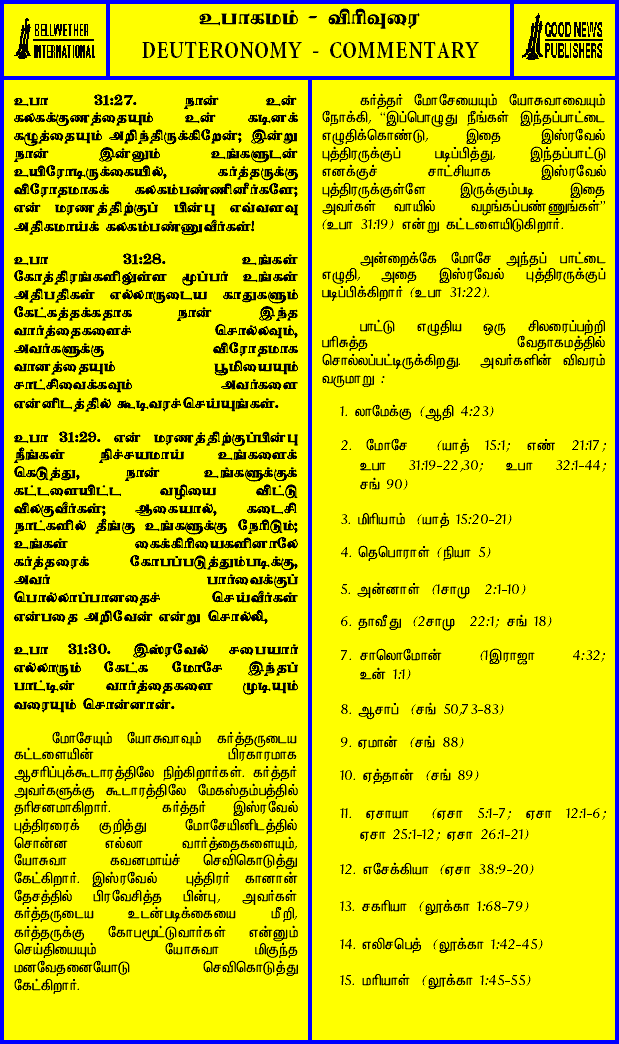 BELLWETHER
INTERNATIONAL
உபாகமம் - விரிவுரை
DEUTERONOMY - COMMENTARY
GOOD NEWS
PUBLISHERS
உபா 31:27. நான் உன்
கலகக்குணத்தையும் உன் கடினக்
கழுத்தையும் அறிந்திருக்கிறேன்; இன்று
நான் இன்னும் உங்களுடன்
உயிரோடிருக்கையில், கர்த்தருக்கு
விரோதமாகக் கலகம்பண்ணினீர்களே;
என் மரணத்திற்குப் பின்பு எவ்வளவு
அதிகமாய்க் கலகம்பண்ணுவீர்கள்!
உபா 31:28. உங்கள்
கோத்திரங்களிலுள்ள மூப்பர் உங்கள்
அதிபதிகள் எல்லாருடைய காதுகளும்
கேட்கத்தக்கதாக நான் இந்த
வார்த்தைகளைச் சொல்லவும்,
அவர்களுக்கு விரோதமாக
வானத்தையும் பூமியையும்
சாட்சிவைக்கவும் அவர்களை
என்னிடத்தில் கூடிவரச்செய்யுங்கள்.
உபா 31:29. என் மரணத்திற்குப்பின்பு
நீங்கள் நிச்சயமாய் உங்களைக்
கெடுத்து, நான் உங்களுக்குக்
கட்டளையிட்ட வழியை விட்டு
விலகுவீர்கள்; ஆகையால், கடைசி
நாட்களில் தீங்கு உங்களுக்கு நேரிடும்;
உங்கள் கைக்கிரியைகளினாலே
கர்த்தரைக் கோபப்படுத்தும்படிக்கு,
அவர் பார்வைக்குப்
பொல்லாப்பானதைச் செய்வீர்கள்
என்பதை அறிவேன் என்று சொல்லி,
உபா 31:30. இஸ்ரவேல் சபையார்
எல்லாரும் கேட்க மோசே இந்தப்
பாட்டின் வார்த்தைகளை முடியும்
வரையும் சொன்னான்.
மோசேயும் யோசுவாவும் கர்த்தருடைய
கட்டளையின் பிரகாரமாக
ஆசரிப்புக்கூடாரத்திலே நிற்கிறார்கள். கர்த்தர்
அவர்களுக்கு கூடாரத்திலே மேகஸ்தம்பத்தில்
தரிசனமாகிறார். கர்த்தர் இஸ்ரவேல்
புத்திரரைக் குறித்து மோசேயினிடத்தில்
சொன்ன எல்லா வார்த்தைகளையும்,
யோசுவா கவனமாய்ச் செவிகொடுத்து
கேட்கிறார். இஸ்ரவேல் புத்திரர் கானான்
தேசத்தில் பிரவேசித்த பின்பு, அவர்கள்
கர்த்தருடைய உடன்படிக்கையை மீறி,
கர்த்தருக்கு கோபமூட்டுவார்கள் என்னும்
செய்தியையும் யோசுவா மிகுந்த
மனவேதனையோடு செவிகொடுத்து
கேட்கிறார்.
கர்த்தர் மோசேயையும் யோசுவாவையும்
நோக்கி, “இப்பொழுது நீங்கள் இந்தப்பாட்டை
எழுதிக்கொண்டு, இதை இஸ்ரவேல்
புத்திரருக்குப் படிப்பித்து, இந்தப்பாட்டு
எனக்குச் சாட்சியாக இஸ்ரவேல்
புத்திரருக்குள்ளே இருக்கும்படி இதை
அவர்கள் வாயில் வழங்கப்பண்ணுங்கள்”
(உபா 31:19) என்று கட்டளையிடுகிறார்.
அன்றைக்கே மோசே அந்தப் பாட்டை
எழுதி, அதை இஸ்ரவேல் புத்திரருக்குப்
படிப்பிக்கிறார் (உபா 31:22).
பாட்டு எழுதிய ஒரு சிலரைப்பற்றி
பரிசுத்த வேதாகமத்தில்
சொல்லப்பட்டிருக்கிறது. அவர்களின் விவரம்
வருமாறு :
1. லாமேக்கு (ஆதி 4:23)
2. மோசே (யாத் 15:1; எண் 21:17;
உபா 31:19-22,30; உபா 32:1-44;
சங் 90)
3. மிரியாம் (யாத் 15:20-21)
4. தெபொராள் (நியா 5)
5. அன்னாள் (1சாமு 2:1-10)
6. தாவீது (2சாமு 22:1; சங் 18)
7. சாலொமோன் (1இராஜா 4:32;
உன் 1:1)
8. ஆசாப் (சங் 50,73-83)
9. ஏமான் (சங் 88)
10. ஏத்தான் (சங் 89)
11. ஏசாயா (ஏசா 5:1-7; ஏசா 12:1-6;
ஏசா 25:1-12; ஏசா 26:1-21)
12. எசேக்கியா (ஏசா 38:9-20)
13. சகரியா (லூக்கா 1:68-79)
14. எலிசபெத் (லூக்கா 1:42-45)
15. மரியாள் (லூக்கா 1:45-55)